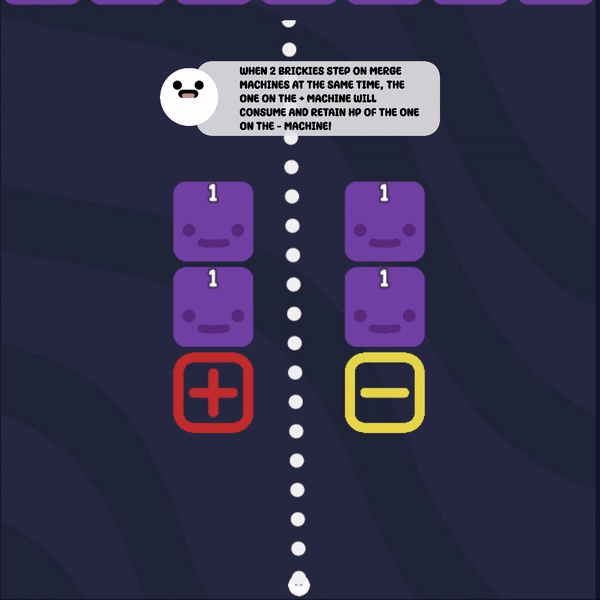 WHEN 2 BRICKIES STEP ON MERGE
MACHINES AT THE SAME TIME, THE
ONE ON THE + MACHINE WILL
CONSUME AND RETAIN HP OF THE ONE
ON THE - MACHINE!
1 1
1 1
+ −